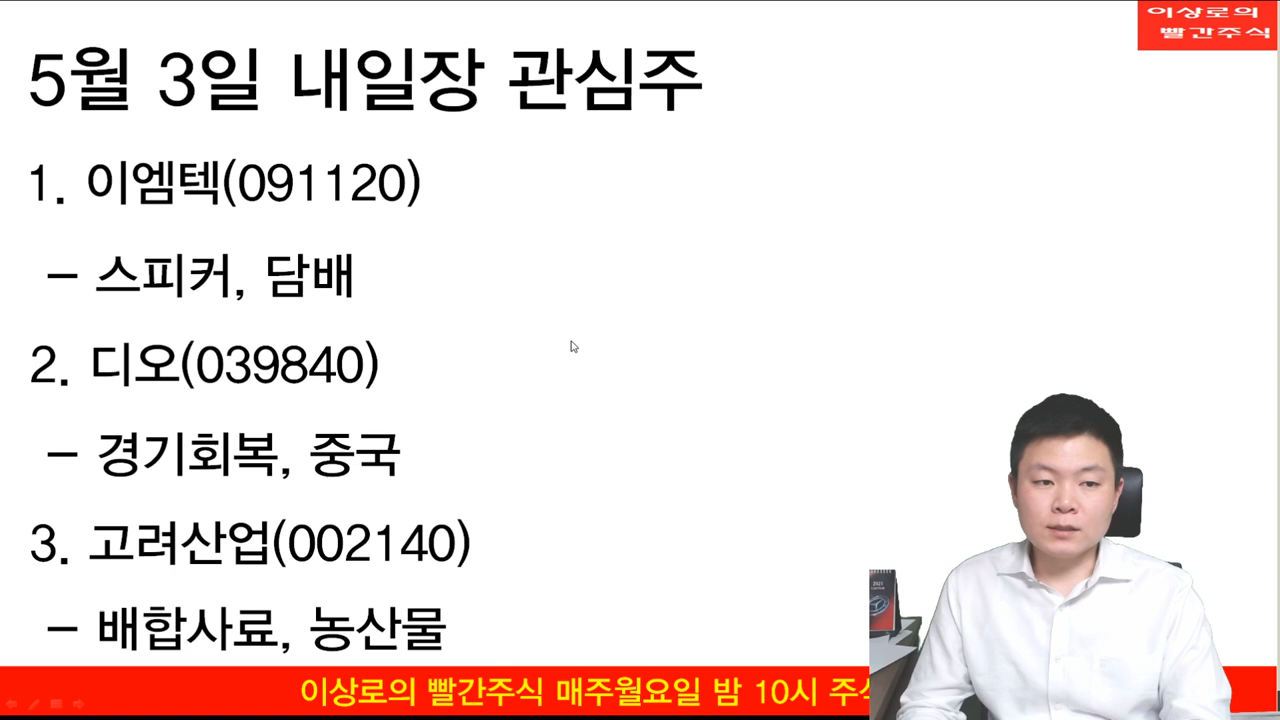 이상로의
빨간주식
5월 3일 내일장 관심주
1. 이엠텍(091120)
- 스피커, 담배
2. 디오(039840)
- 경기회복, 중국
3. 고려산업(002140)
- 배합사료, 농산물
2021
이상로의 빨간주식 매주월요일 밤 10시